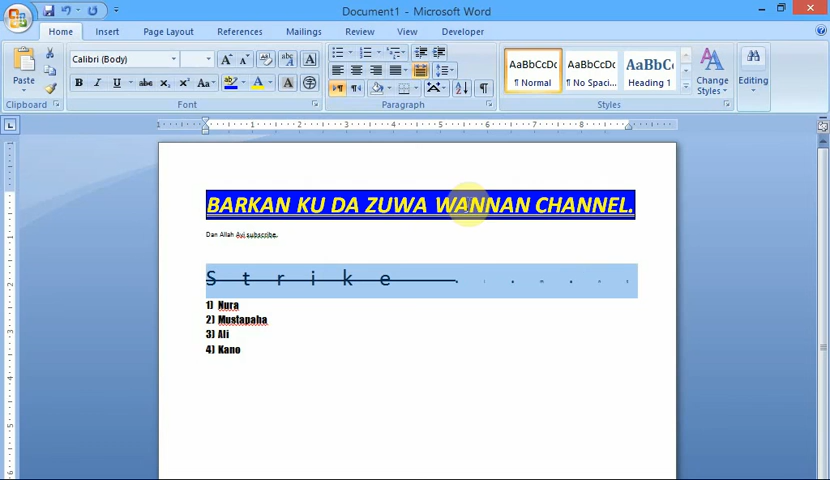 Document1 - Microsoft Word
Home Insert Page Layout References Mailings Review View Developer
Paste
Calibri (Body)
AaBbCcDc AaBbCcDc AaBbC
¶ Normal ¶ No Spaci... Heading 1
Change Styles
Editing
Clipboard Font Paragraph Styles
BARKAN KU DA ZUWA WANNAN CHANNEL.
Dan Allah Ayi subscribe.
Strike
1) Nura
2) Mustapaha
3) Ali
4) Kano